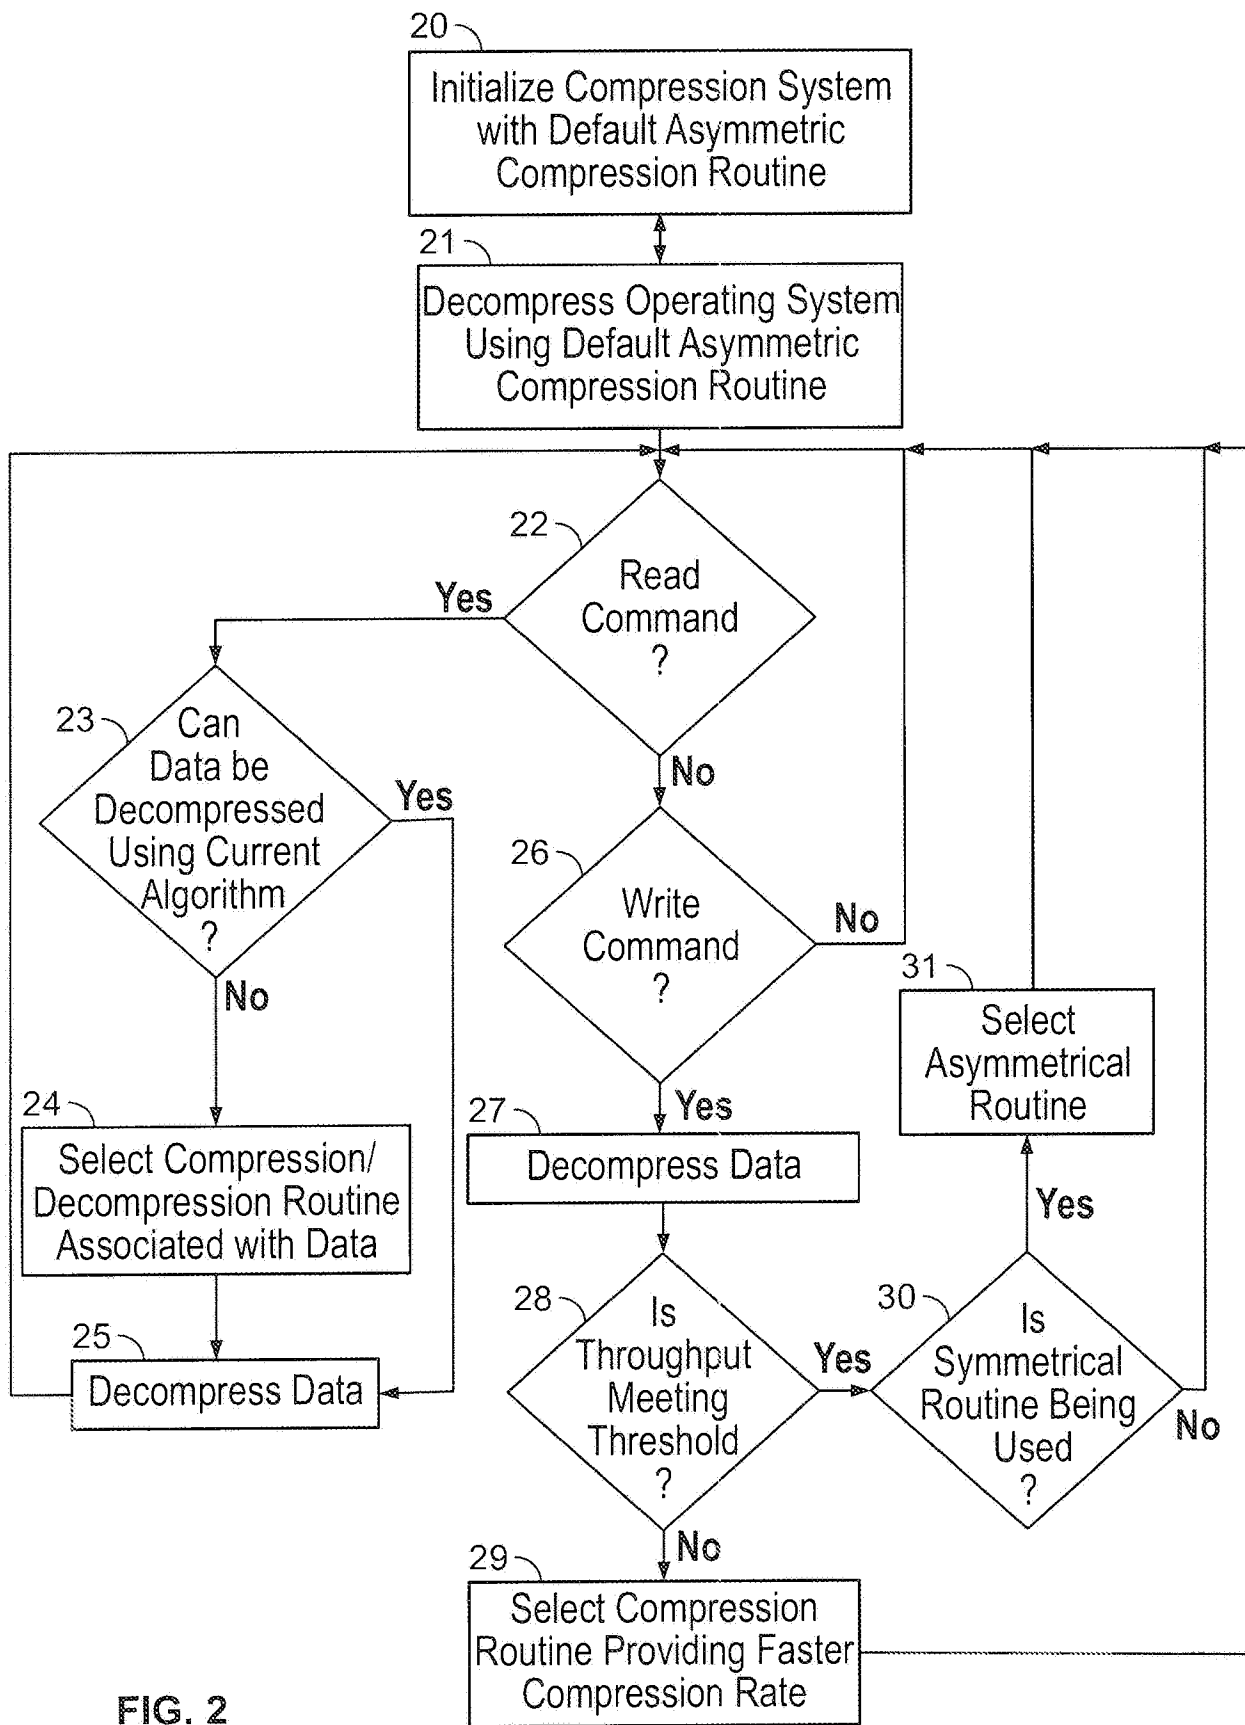 20
Initialize Compression System
with Default Asymmetric
Compression Routine
21
Decompress Operating System
Using Default Asymmetric
Compression Routine
22
Read
Command
?
Yes
No
23
Can
Data be
Decompressed
Using Current
Algorithm
?
Yes
No
26
Write
Command
?
No
Yes
31
Select
Asymmetrical
Routine
24
Select Compression/
Decompression Routine
Associated with Data
27
Decompress Data
Yes
25
Decompress Data
28
Is
Throughput
Meeting
Threshold
?
Yes
No
30
Is
Symmetrical
Routine Being
Used
?
No
29
Select Compression
Routine Providing Faster
Compression Rate
FIG. 2